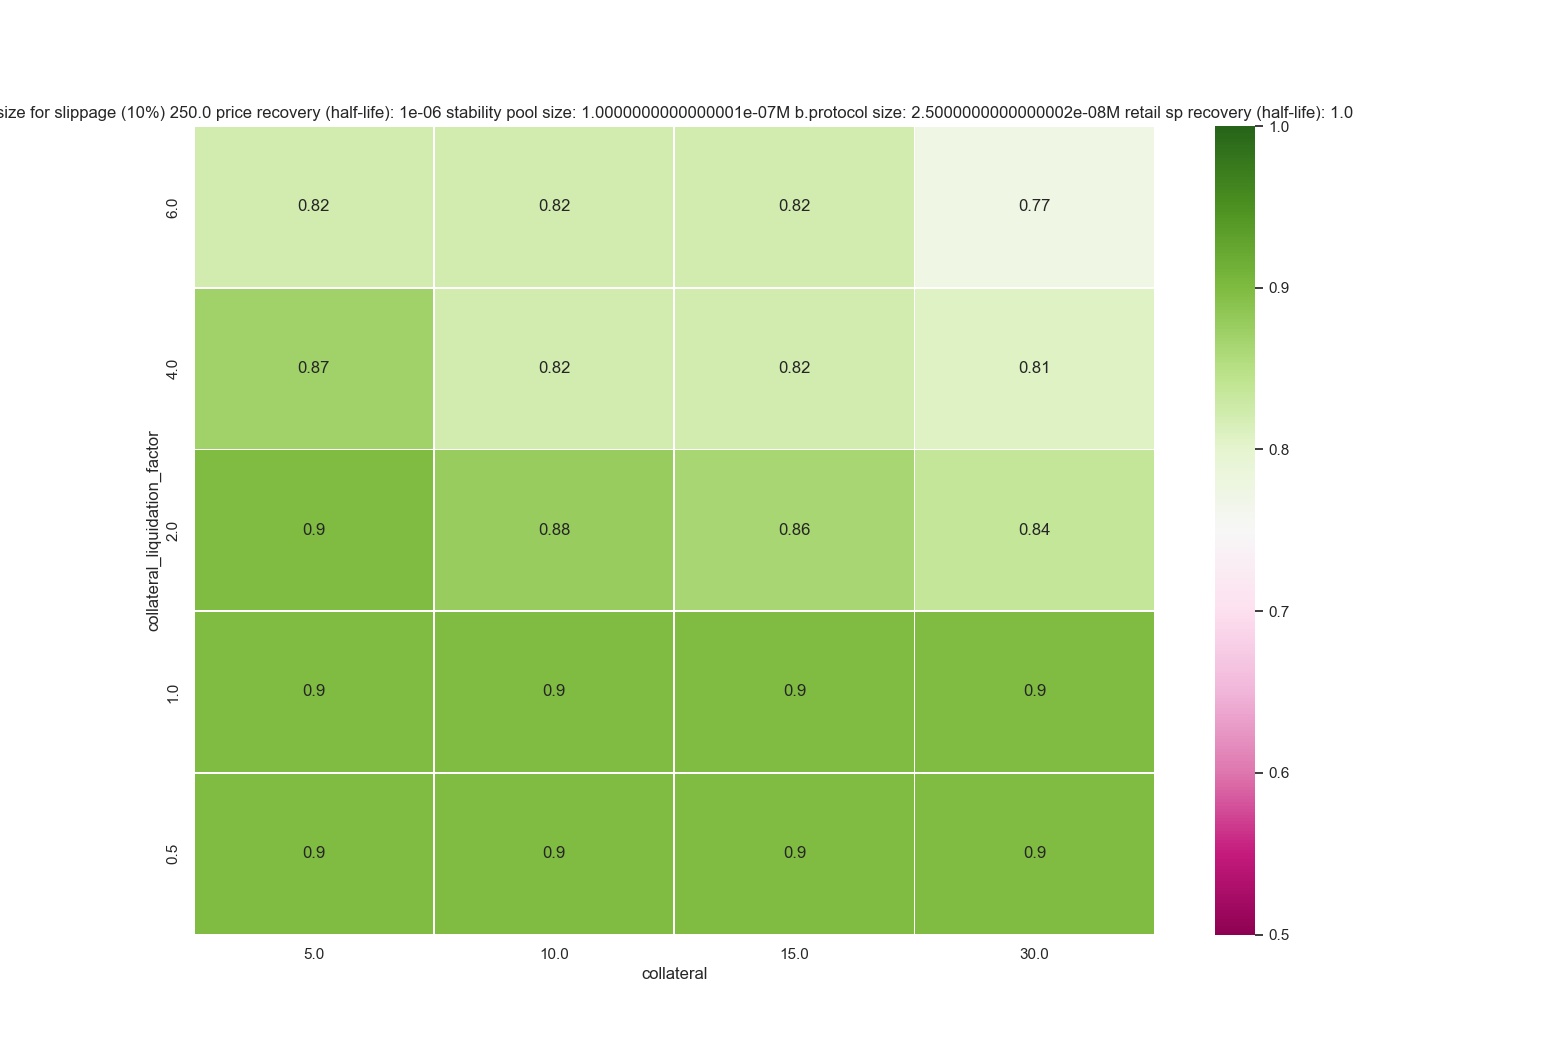 size for slippage (10%) 250.0 price recovery (half-life): 1e-06 stability pool size: 1.0000000000000001e-07M b.protocol size: 2.5000000000000002e-08M retail sp recovery (half-life): 1.0
1.0
6.0 0.82 0.82 0.82 0.77
0.9
4.0 0.87 0.82 0.82 0.81
0.8
collateral_liquidation_factor
2.0 0.9 0.88 0.86 0.84
0.7
1.0 0.9 0.9 0.9 0.9
0.6
0.5 0.9 0.9 0.9 0.9
0.5
5.0 10.0 15.0 30.0
collateral